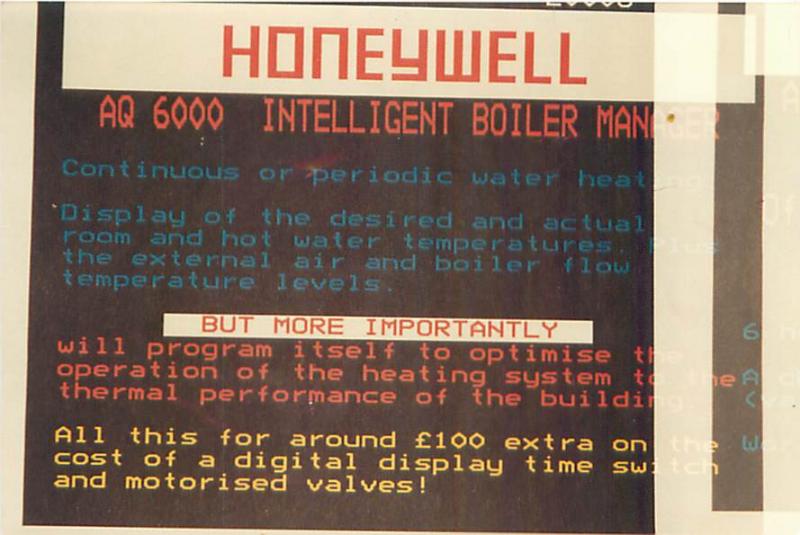 HONEYWELL
AQ 6000 INTELLIGENT BOILER MANAGER
Continuous or periodic water heating.
Display of the desired and actual
room and hot water temperatures. Plus
the external air and boiler flow
temperature levels.
BUT MORE IMPORTANTLY
will program itself to optimise the
operation of the heating system to the
thermal performance of the building.
All this for around £100 extra on the
cost of a digital display time switch
and motorised valves!